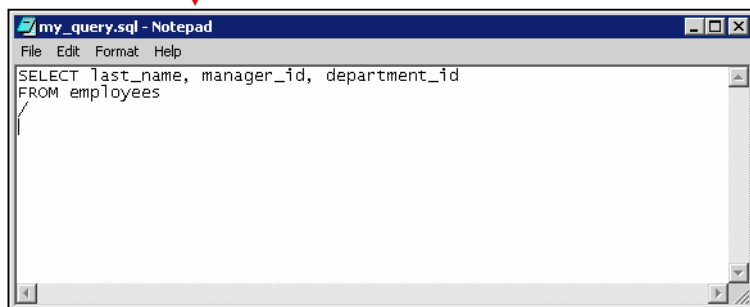 my_query.sql - Notepad
File Edit Format Help
SELECT last_name, manager_id, department_id
FROM employees
/